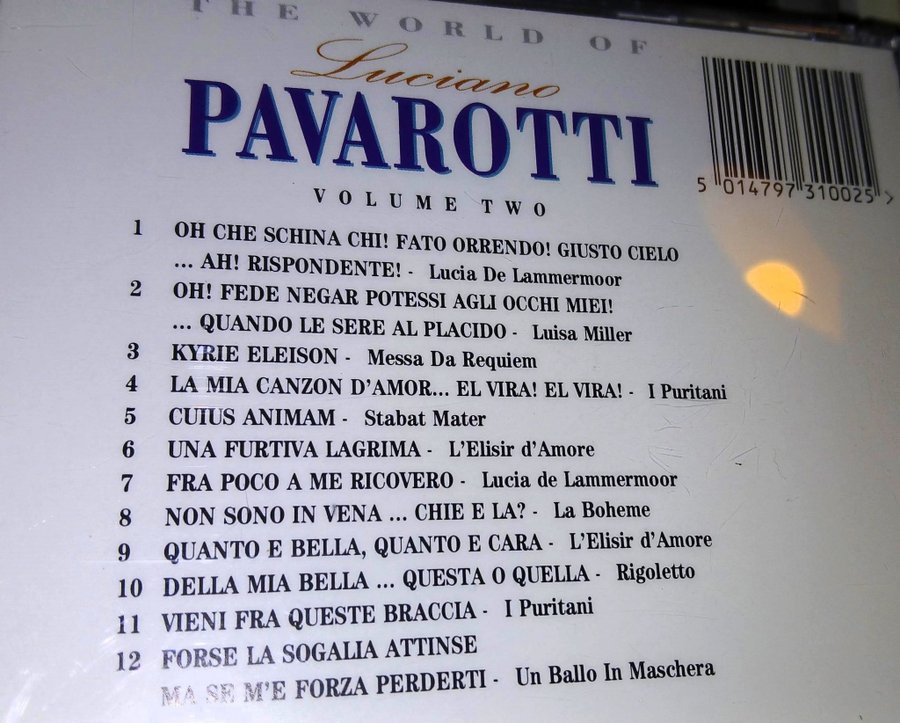 THE WORLD OF
Luciano
PAVAROTTI
VOLUME TWO
5 014797 310025 >
1 OH CHE SCHINA CHI! FATO ORRENDO! GIUSTO CIELO
... AH! RISPONDENTE! - Lucia De Lammermoor
2 OH! FEDE NEGAR POTESSI AGLI OCCHI MIEI!
... QUANDO LE SERE AL PLACIDO - Luisa Miller
3 KYRIE ELEISON - Messa Da Requiem
4 LA MIA CANZON D'AMOR... EL VIRA! EL VIRA! - I Puritani
5 CUIUS ANIMAM - Stabat Mater
6 UNA FURTIVA LAGRIMA - L'Elisir d'Amore
7 FRA POCO A ME RICOVERO - Lucia de Lammermoor
8 NON SONO IN VENA ... CHIE E LA? - La Boheme
9 QUANTO E BELLA, QUANTO E CARA - L'Elisir d'Amore
10 DELLA MIA BELLA ... QUESTA O QUELLA - Rigoletto
11 VIENI FRA QUESTE BRACCIA - I Puritani
12 FORSE LA SOGALIA ATTINSE
MA SE M'E FORZA PERDERTI - Un Ballo In Maschera